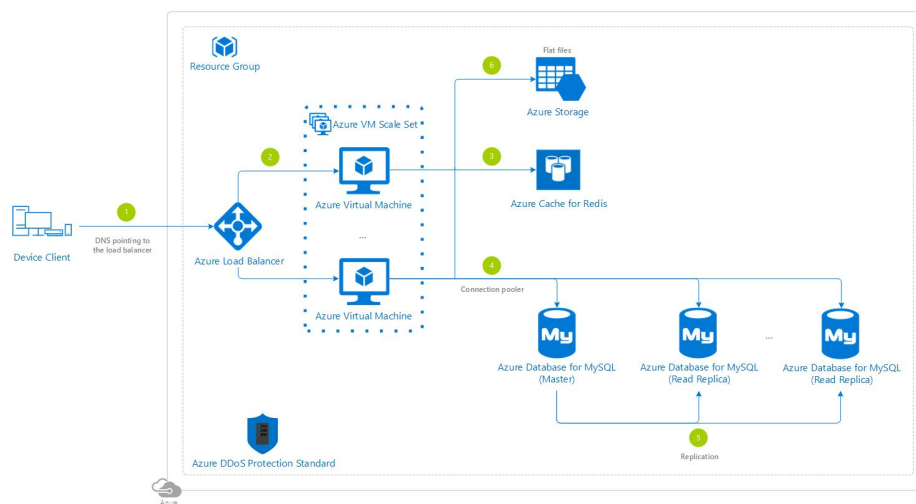 Resource Group
Flat files
6
Azure Storage
Azure VM Scale Set
2
3
Azure Virtual Machine
Azure Cache for Redis
1
DNS pointing to
the load balancer
Device Client
Azure Load Balancer
...
4
Connection pooler
Azure Virtual Machine
My
My
...
My
Azure Database for MySQL
(Master)
Azure Database for MySQL
(Read Replica)
Azure Database for MySQL
(Read Replica)
5
Replication
Azure DDoS Protection Standard
Azure